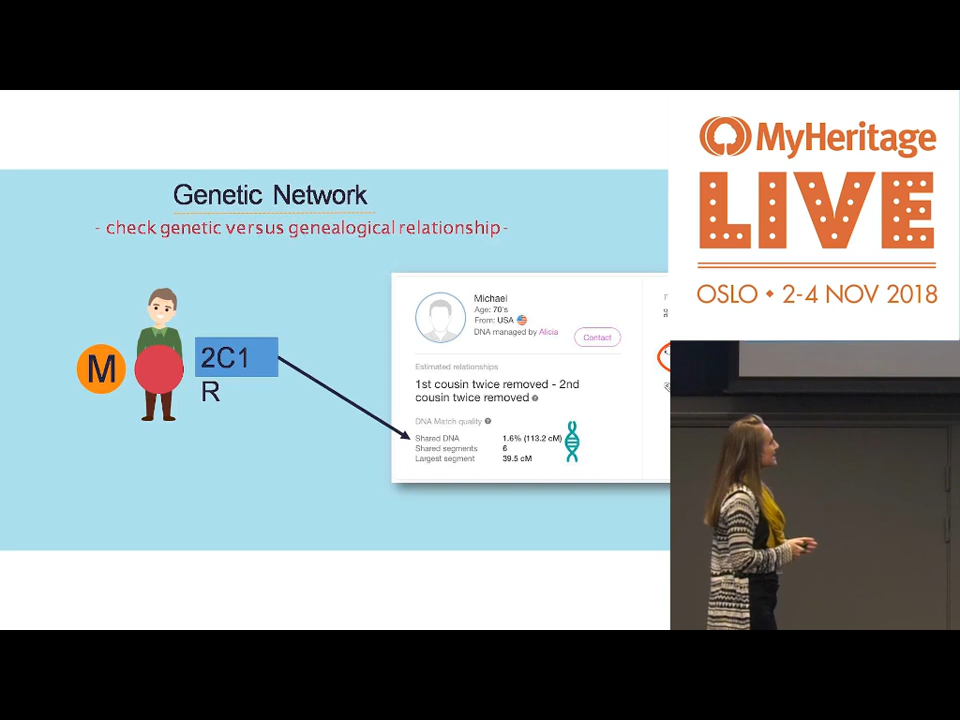 Genetic Network
- check genetic versus genealogical relationship -
M
2C1
R
Michael
Age: 70's
From: USA
DNA managed by Alicia
Contact
Estimated relationships
1st cousin twice removed - 2nd
cousin twice removed
DNA Match quality
Shared DNA 1.6% (113.2 cM)
Shared segments 6
Largest segment 39.5 cM
MyHeritage
LIVE
OSLO • 2-4 NOV 2018